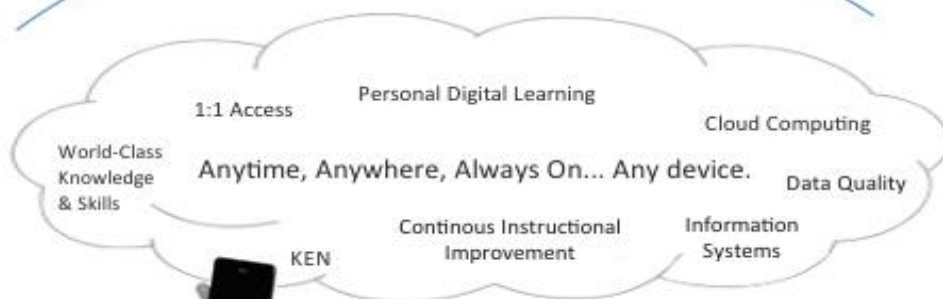 Personal Digital Learning
1:1 Access
Cloud Computing
World-Class
Knowledge
& Skills
Anytime, Anywhere, Always On... Any device.
Data Quality
Continous Instructional
Improvement
Information
Systems
KEN